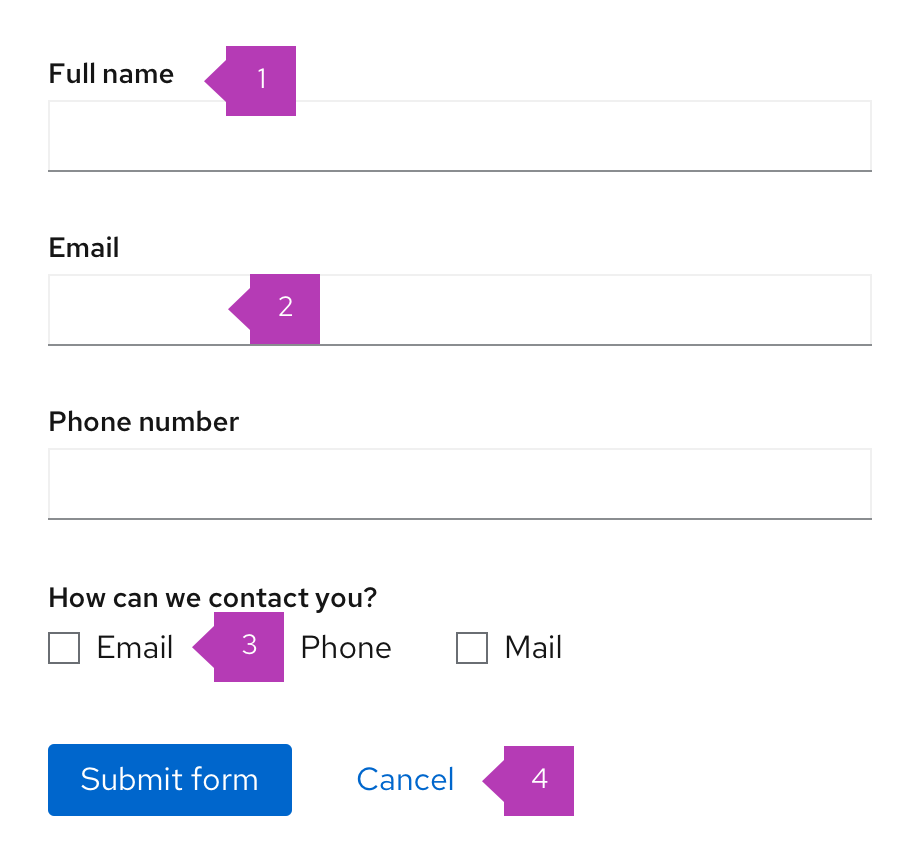 Full name 1
Email
2
Phone number
How can we contact you?
Email 3 Phone Mail
Submit form Cancel 4